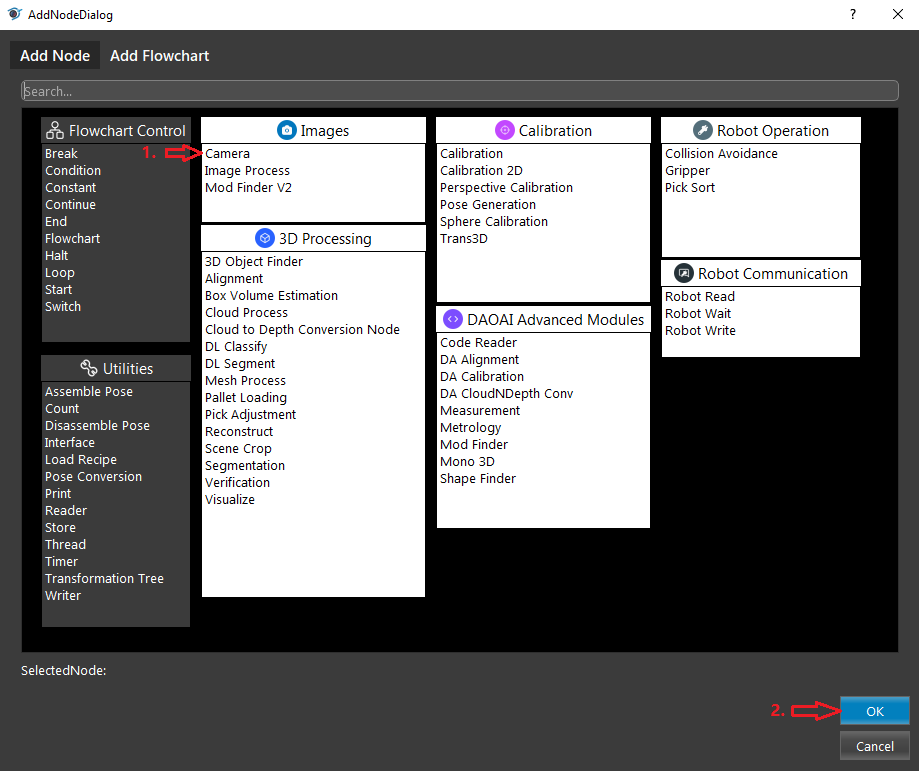 AddNodeDialog
?
Add Node
Add Flowchart
Search...
Flowchart Control
Break
Condition
Constant
Continue
End
Flowchart
Halt
Loop
Start
Switch
Utilities
Assemble Pose
Count
Disassemble Pose
Interface
Load Recipe
Pose Conversion
Print
Reader
Store
Thread
Timer
Transformation Tree
Writer
Images
1.
Camera
Image Process
Mod Finder V2
3D Processing
3D Object Finder
Alignment
Box Volume Estimation
Cloud Process
Cloud to Depth Conversion Node
DL Classify
DL Segment
Mesh Process
Pallet Loading
Pick Adjustment
Reconstruct
Scene Crop
Segmentation
Verification
Visualize
Calibration
Calibration
Calibration 2D
Perspective Calibration
Pose Generation
Sphere Calibration
Trans3D
DAOAI Advanced Modules
Code Reader
DA Alignment
DA Calibration
DA CloudNDepth Conv
Measurement
Metrology
Mod Finder
Mono 3D
Shape Finder
Robot Operation
Collision Avoidance
Gripper
Pick Sort
Robot Communication
Robot Read
Robot Wait
Robot Write
SelectedNode:
2.
OK
Cancel